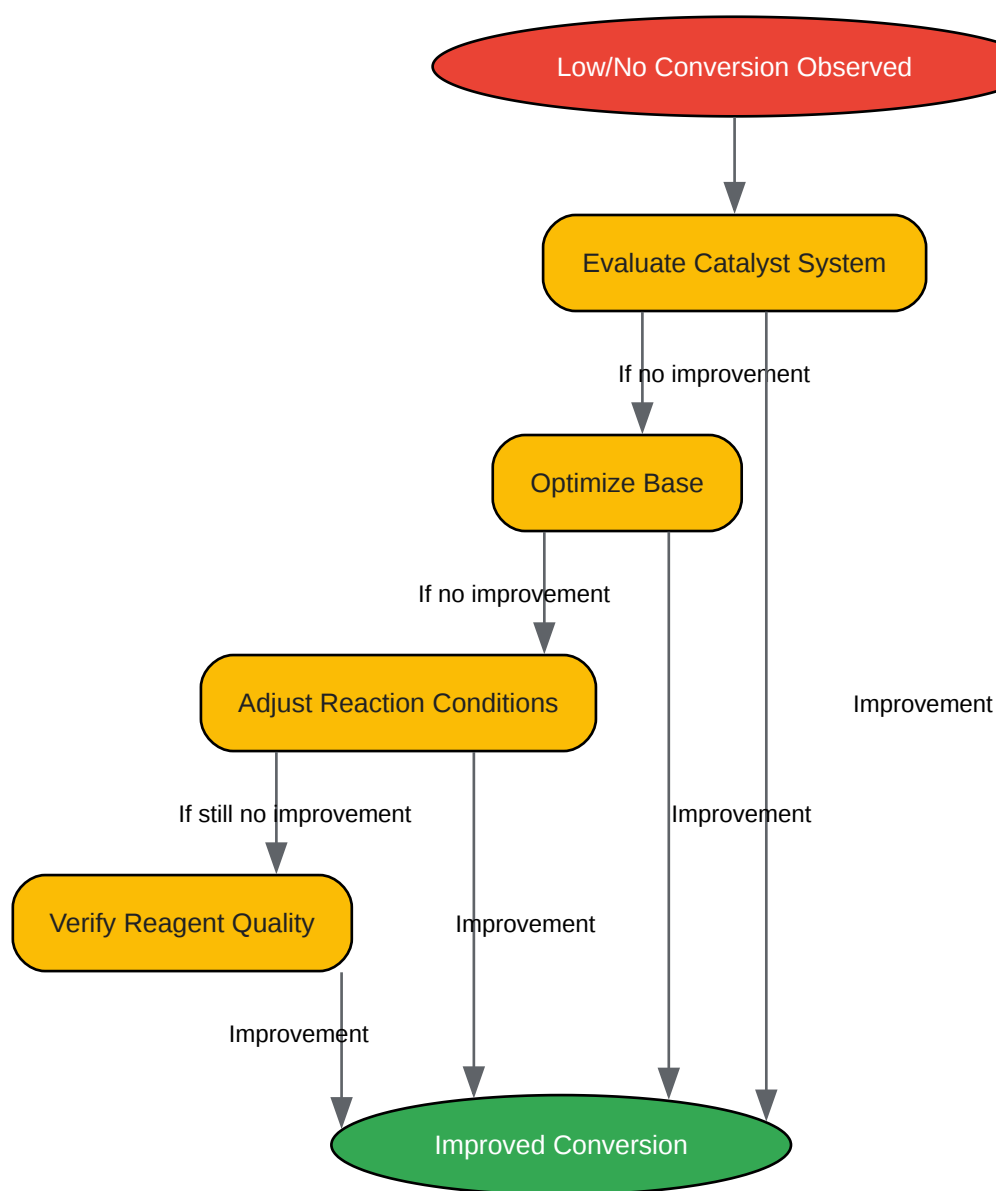 Low/No Conversion Observed
Evaluate Catalyst System
If no improvement
Optimize Base
If no improvement
Adjust Reaction Conditions
Improvement
If still no improvement
Improvement
Verify Reagent Quality
Improvement
Improvement
Improved Conversion